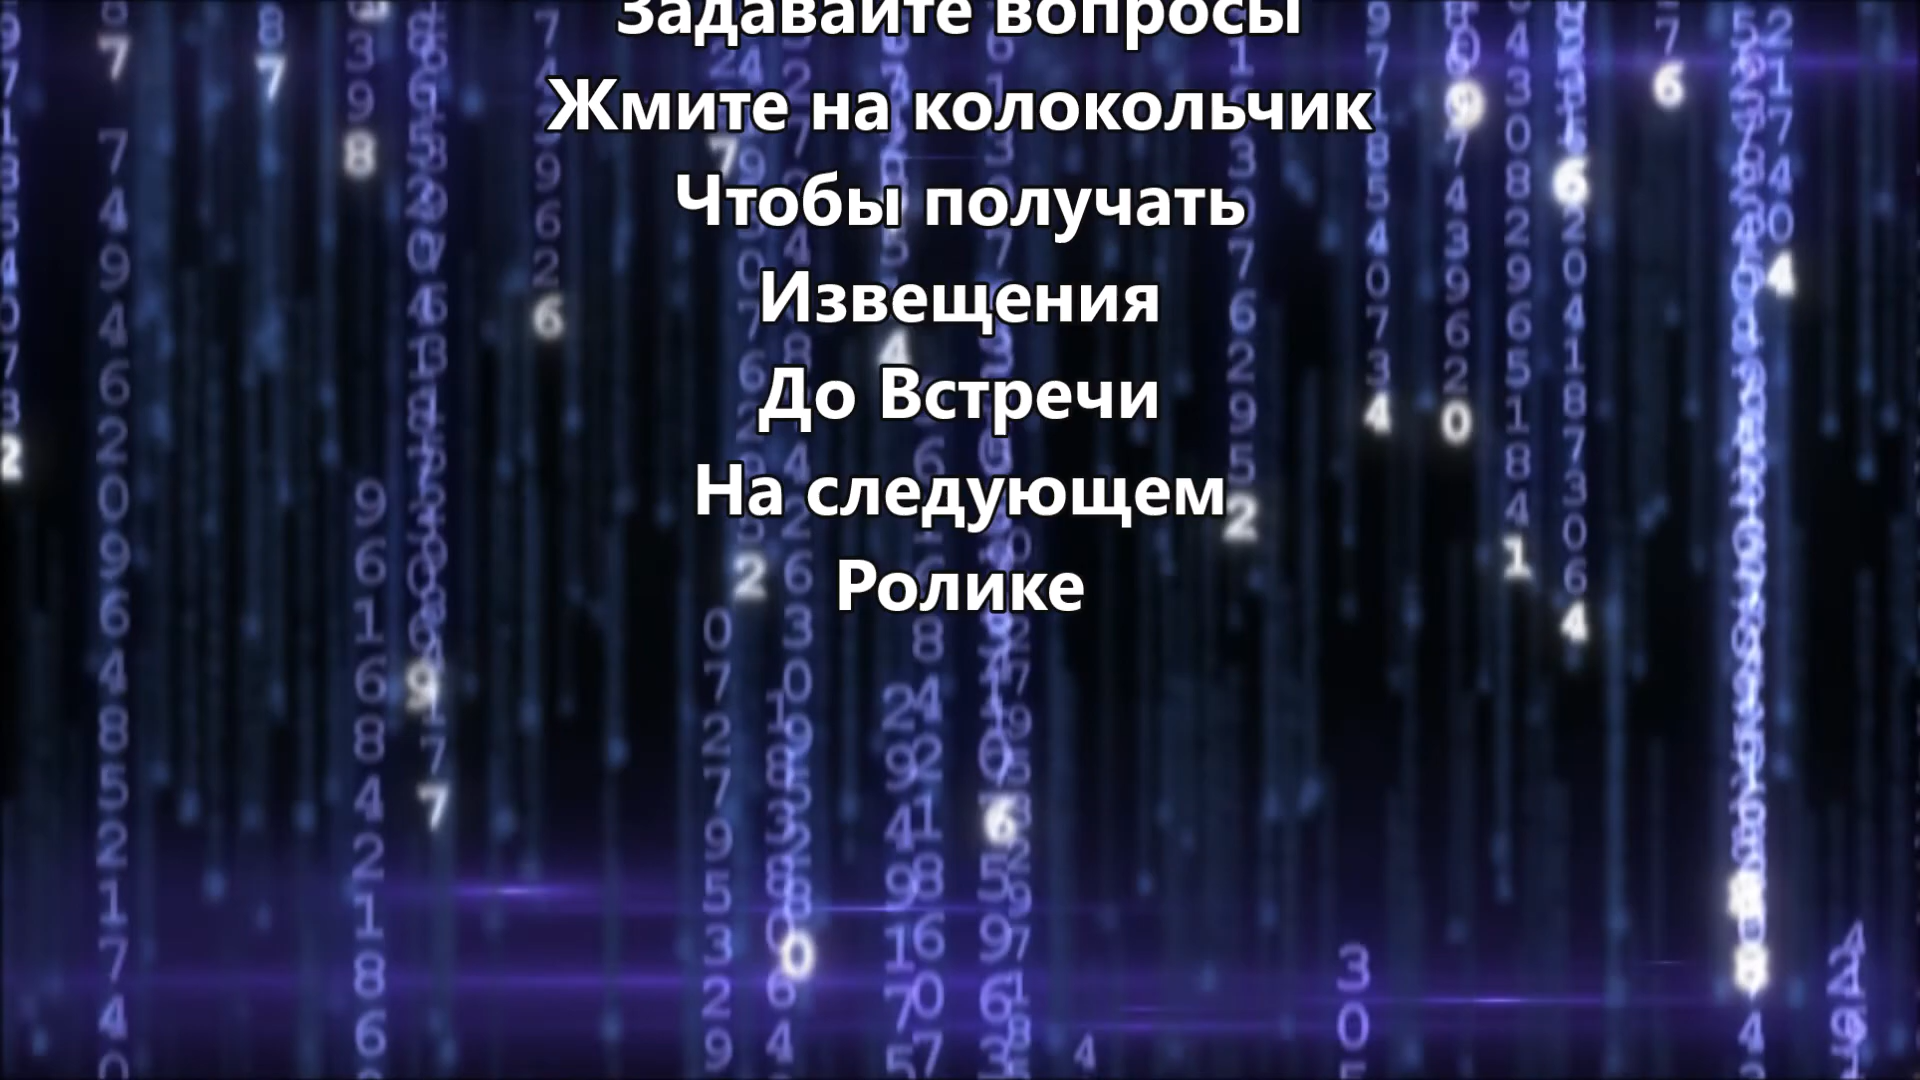 Задавайте вопросы
Жмите на колокольчик
Чтобы получать
Извещения
До Встречи
На следующем
Ролике